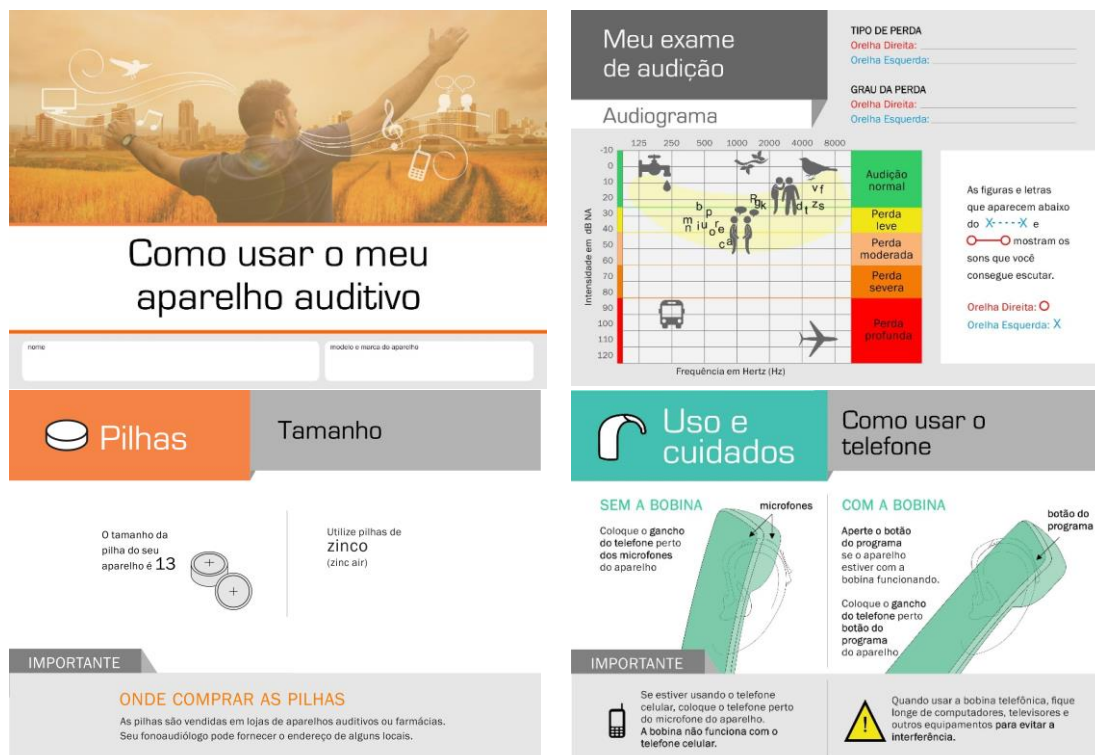 Como usar o meu
aparelho auditivo
nome
modelo e marca do aparelho
Meu exame
de audição
TIPO DE PERDA
Orelha Direita:
Orelha Esquerda:
GRAU DA PERDA
Orelha Direita:
Orelha Esquerda:
Audiograma
125 250 500 1000 2000 4000 8000
-10
0
10
20
30
40
50
60
70
80
90
100
110
120
Intensidade em dB NA
Frequência em Hertz (Hz)
v f
z s
b
p
k
d t
m
n
i u
r
o e
c a
Audição
normal
Perda
leve
Perda
moderada
Perda
severa
Perda
profunda
As figuras e letras
que aparecem abaixo
do X-----X e
O—O mostram os
sons que você
consegue escutar.
Orelha Direita: O
Orelha Esquerda: X
Pilhas
Tamanho
O tamanho da
pilha do seu
aparelho é 13
Utilize pilhas de
zinco
(zinc air)
IMPORTANTE
ONDE COMPRAR AS PILHAS
As pilhas são vendidas em lojas de aparelhos auditivos ou farmácias.
Seu fonoaudiólogo pode fornecer o endereço de alguns locais.
Uso e
cuidados
Como usar o
telefone
SEM A BOBINA
microfones
Coloque o gancho
do telefone perto
dos microfones
do aparelho
COM A BOBINA
botão do
programa
Aperte o botão
do programa
se o aparelho
estiver com a
bobina funcionando.
Coloque o gancho
do telefone perto
botão do
programa
do aparelho
IMPORTANTE
Se estiver usando o telefone
celular, coloque o telefone perto
do microfone do aparelho.
A bobina não funciona com o
telefone celular.
Quando usar a bobina telefônica, fique
longe de computadores, televisores e
outros equipamentos para evitar a
interferência.